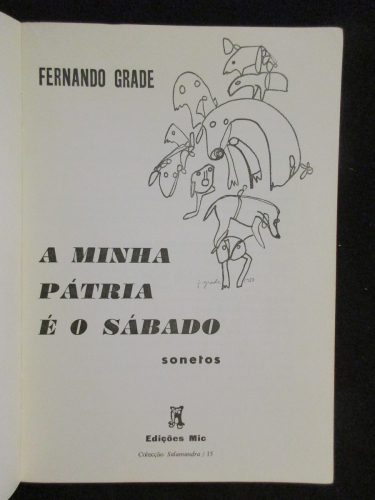 FERNANDO GRADE
A MINHA
PÁTRIA
É O SÁBADO
sonetos
Edições Mic
Colecção Salamandra / 15